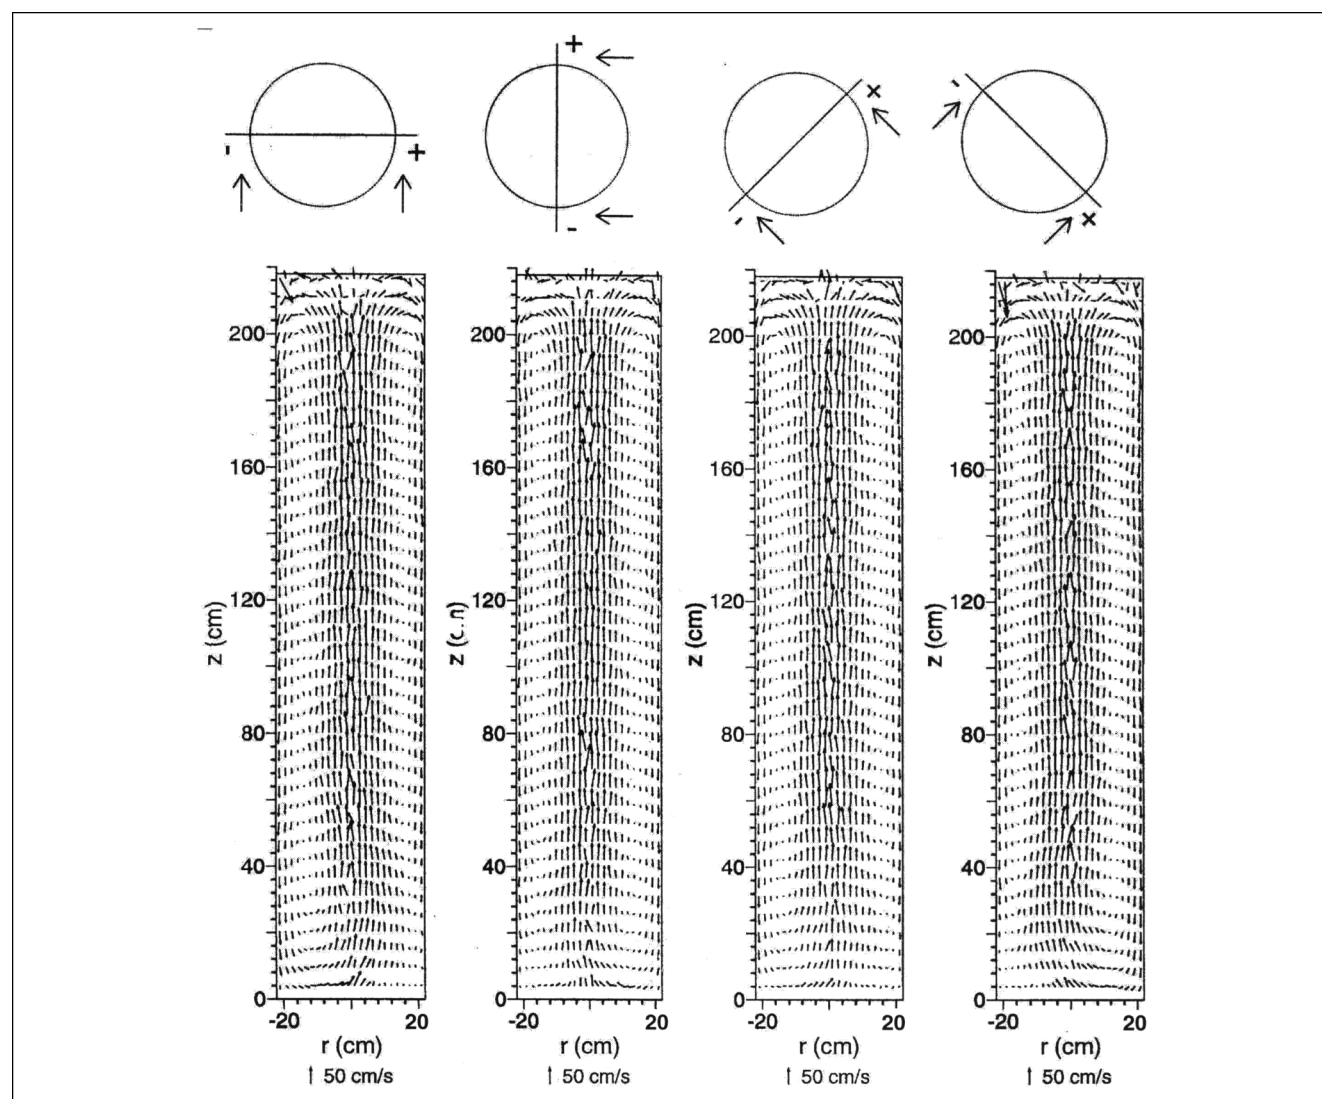 - +
+
-
× -
- ×
200 200 200 200
160 160 160 160
120 120 120 120
80 80 80 80
40 40 40 40
0 0 0 0
z (cm) z (cm) z (cm)
-20 20 -20 20 -20 20 -20 20
r (cm) r (cm) r (cm) r (cm)
50 cm/s 50 cm/s 50 cm/s 50 cm/s